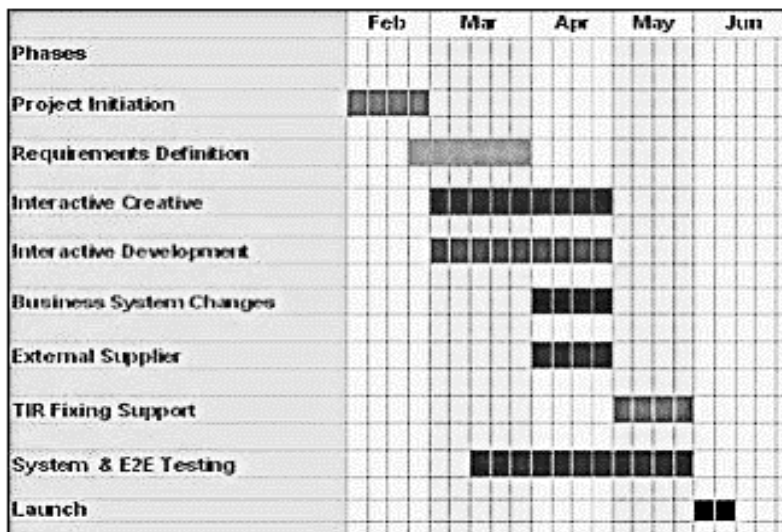 Feb Mar Apr May Jun
Phases
Project Initiation
Requirements Definition
Interactive Creative
Interactive Development
Business System Changes
External Supplier
TIR Fixing Support
System & E2E Testing
Launch